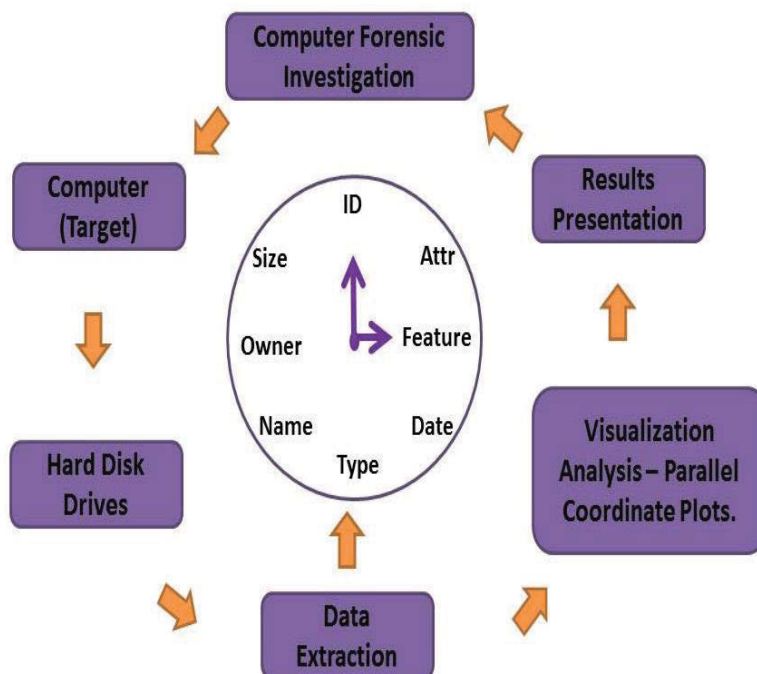 Computer Forensic
Investigation
Computer
(Target)
Results
Presentation
ID
Size
Attr
Owner
Feature
Name
Date
Type
Hard Disk
Drives
Visualization
Analysis – Parallel
Coordinate Plots.
Data
Extraction